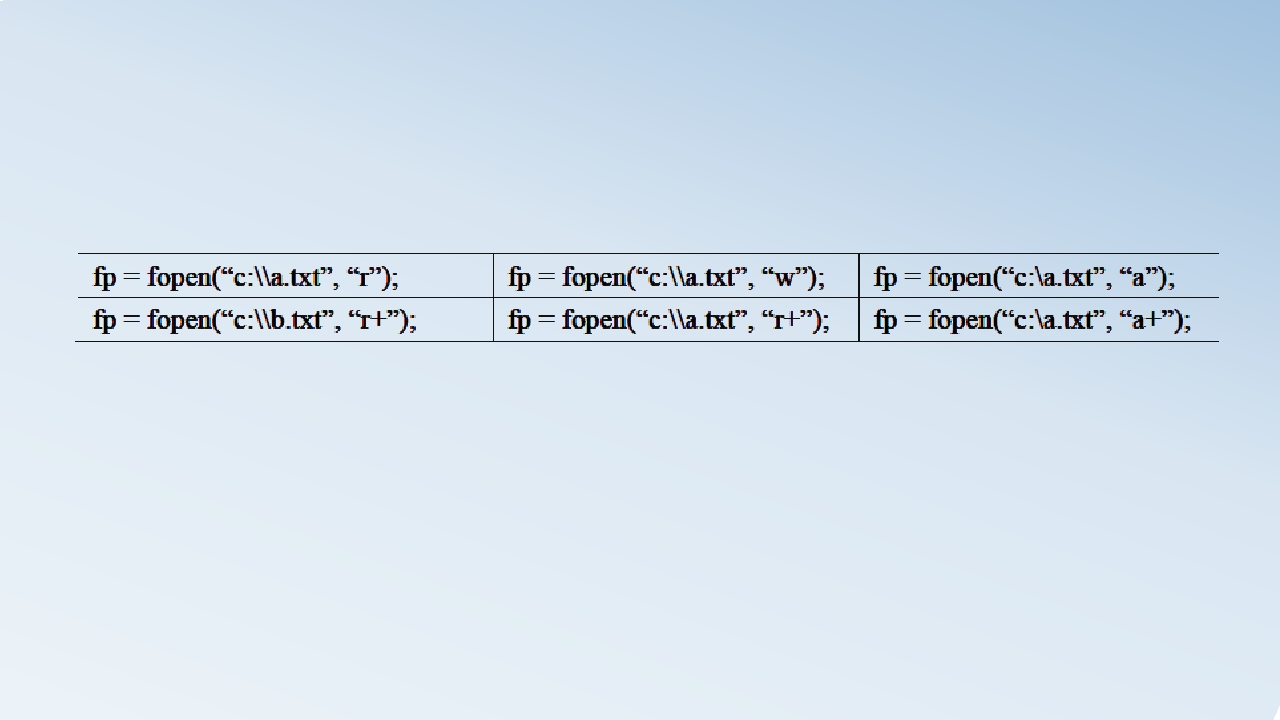 fp = fopen(“c:\\a.txt”, “r”); fp = fopen(“c:\\a.txt”, “w”); fp = fopen(“c:\a.txt”, “a”);
fp = fopen(“c:\\b.txt”, “r+”); fp = fopen(“c:\\a.txt”, “r+”); fp = fopen(“c:\a.txt”, “a+”);